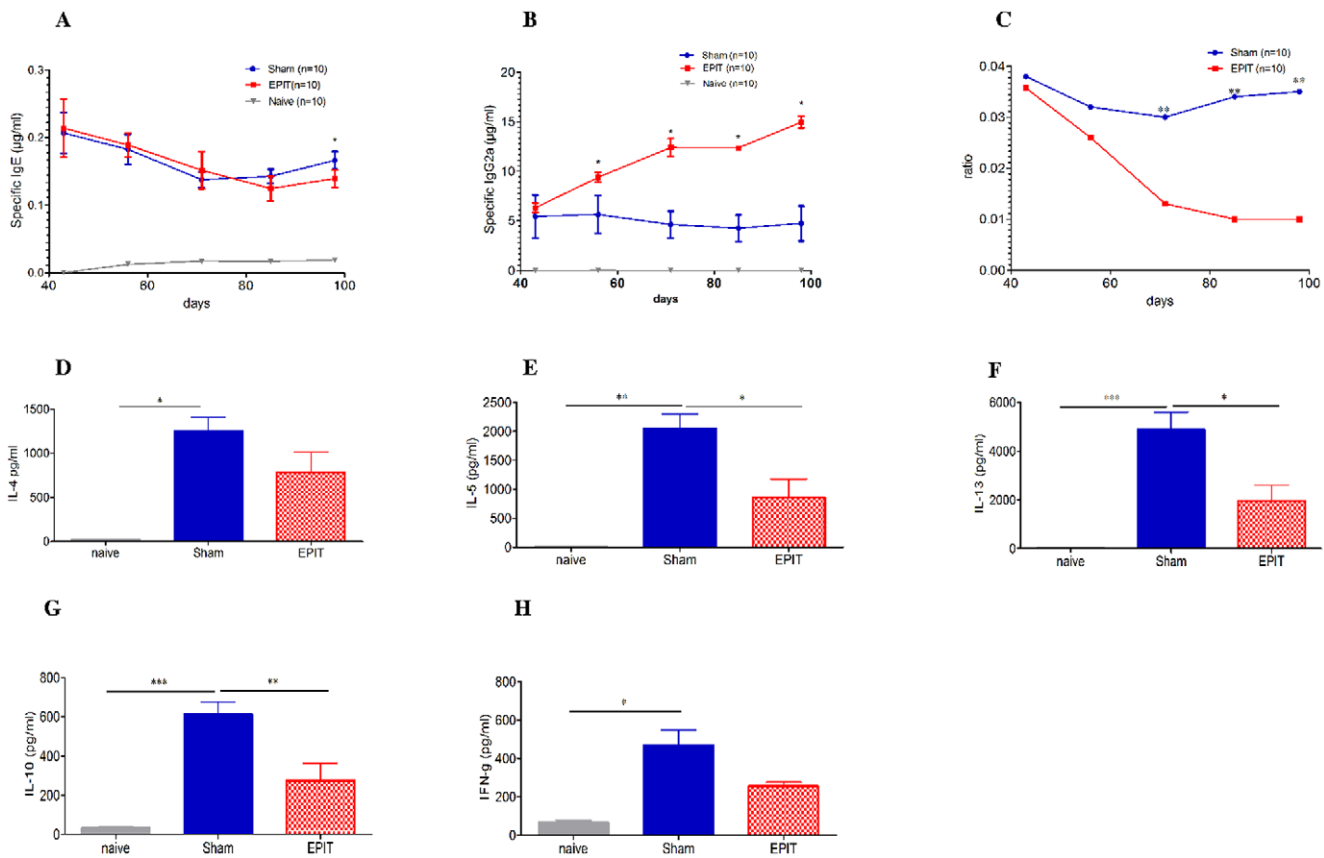 A
Sham (n=10)
EPIT(n=10)
Naive (n=10)
Specific IgE (µg/ml)
0.3
0.2
0.1
0.0
*
40 60 80 100
days
B
Sham (n=10)
EPIT (n=10)
Naive (n=10)
Specific IgG2a (µg/ml)
20
15
10
5
0
* * * *
40 60 80 100
days
C
Sham (n=10)
EPIT (n=10)
ratio
0.04
0.03
0.02
0.01
0.00
** ** **
40 60 80 100
days
D
IL-4 pg/ml
1500
1000
500
0
*
naive Sham EPIT
E
IL-5 (pg/ml)
2500
2000
1500
1000
500
0
** *
naive Sham EPIT
F
IL-13 (pg/ml)
6000
4000
2000
0
*** *
naive Sham EPIT
G
IL-10 (pg/ml)
800
600
400
200
0
*** **
naive Sham EPIT
H
IFN-g (pg/ml)
800
600
400
200
0
*
naive Sham EPIT